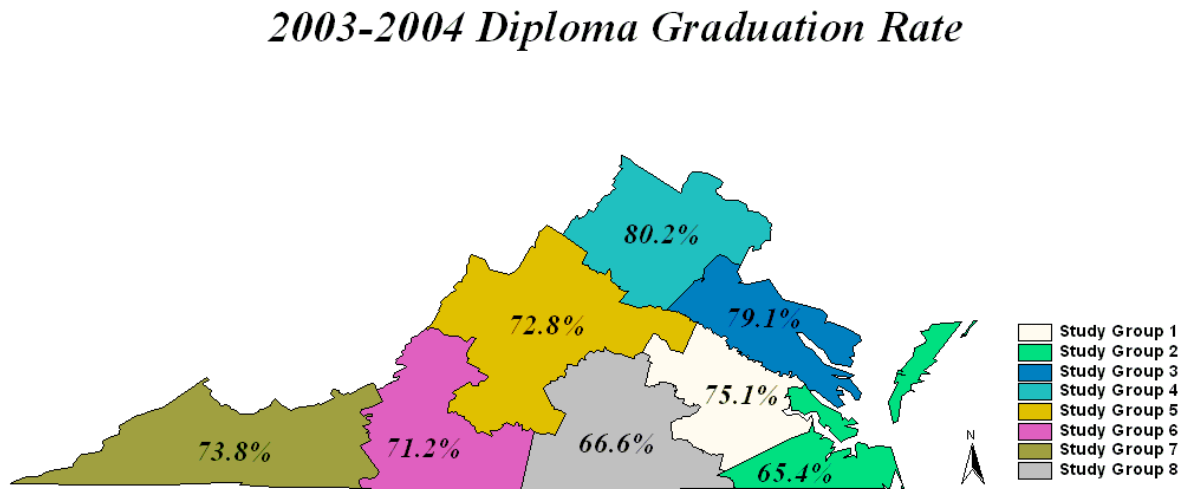 2003-2004 Diploma Graduation Rate
80.2%
72.8%
79.1%
75.1%
73.8%
71.2%
66.6%
65.4%
N
Study Group 1
Study Group 2
Study Group 3
Study Group 4
Study Group 5
Study Group 6
Study Group 7
Study Group 8